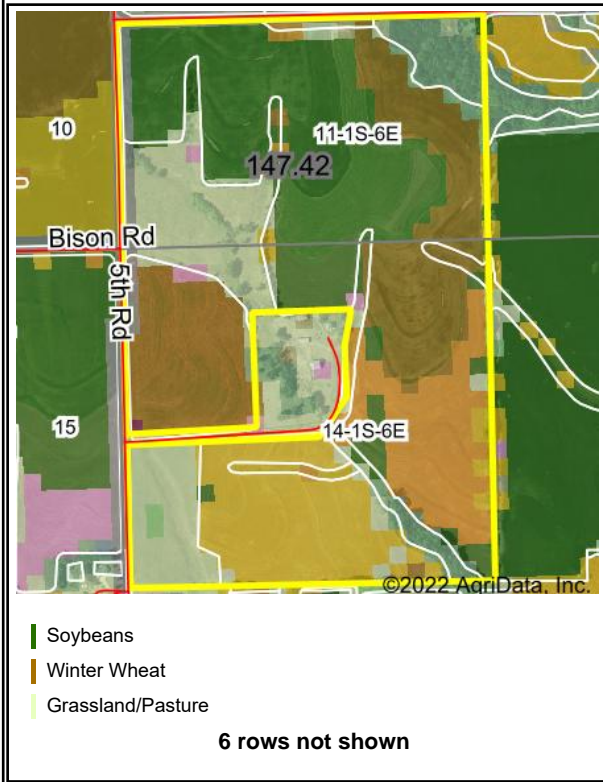 10
11-1S-6E
147.42
Bison Rd
5th Rd
15
14-1S-6E
©2022 AgriData, Inc.
Soybeans
Winter Wheat
Grassland/Pasture
6 rows not shown